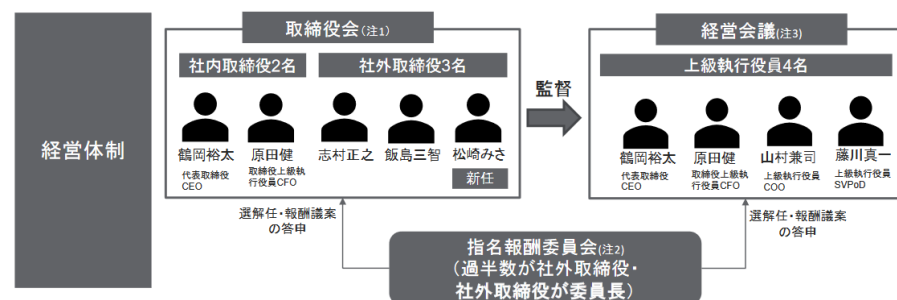 経営体制
取締役会(注1)
社内取締役2名
社外取締役3名
鶴岡裕太
代表取締役
CEO
原田健
取締役上級執
行役員CFO
志村正之
飯島三智
松崎みさ
新任
監督
経営会議(注3)
上級執行役員4名
鶴岡裕太
代表取締役
CEO
原田健
取締役上級執
行役員CFO
山村兼司
上級執行役員
COO
藤川真一
上級執行役員
SVPoD
選解任・報酬議案
の答申
指名報酬委員会(注2)
(過半数が社外取締役・
社外取締役が委員長)
選解任・報酬議案
の答申